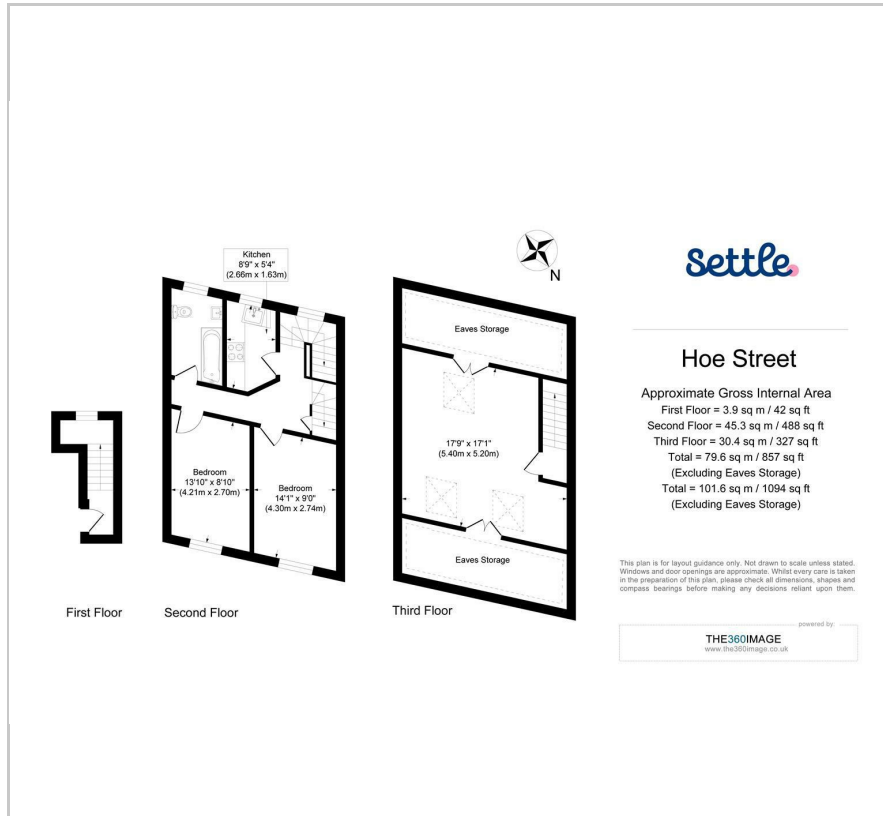 Kitchen
8'9" x 5'4"
(2.66m x 1.63m)
N
Bedroom
13'10" x 8'10"
(4.21m x 2.70m)
Bedroom
14'1" x 9'0"
(4.30m x 2.74m)
Eaves Storage
17'9" x 17'1"
(5.40m x 5.20m)
Eaves Storage
First Floor
Second Floor
Third Floor
settle
Hoe Street
Approximate Gross Internal Area
First Floor = 3.9 sq m / 42 sq ft
Second Floor = 45.3 sq m / 488 sq ft
Third Floor = 30.4 sq m / 327 sq ft
Total = 79.6 sq m / 857 sq ft
(Excluding Eaves Storage)
Total = 101.6 sq m / 1094 sq ft
(Excluding Eaves Storage)
This plan is for layout guidance only. Not drawn to scale unless stated.
Windows and door openings are approximate. Whilst every care is taken
in the preparation of this plan, please check all dimensions, shapes and
compass bearings before making any decisions reliant upon them.
powered by:
THE360IMAGE
www.the360image.co.uk